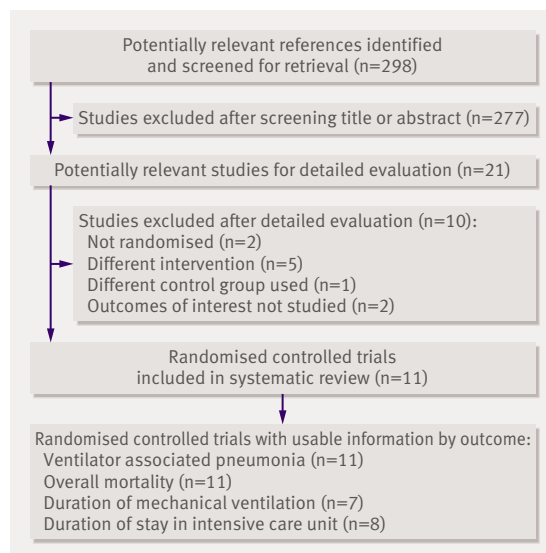 Potentially relevant references identified
and screened for retrieval (n=298)
Studies excluded after screening title or abstract (n=277)
Potentially relevant studies for detailed evaluation (n=21)
Studies excluded after detailed evaluation (n=10):
Not randomised (n=2)
Different intervention (n=5)
Different control group used (n=1)
Outcomes of interest not studied (n=2)
Randomised controlled trials
included in systematic review (n=11)
Randomised controlled trials with usable information by outcome:
Ventilator associated pneumonia (n=11)
Overall mortality (n=11)
Duration of mechanical ventilation (n=7)
Duration of stay in intensive care unit (n=8)